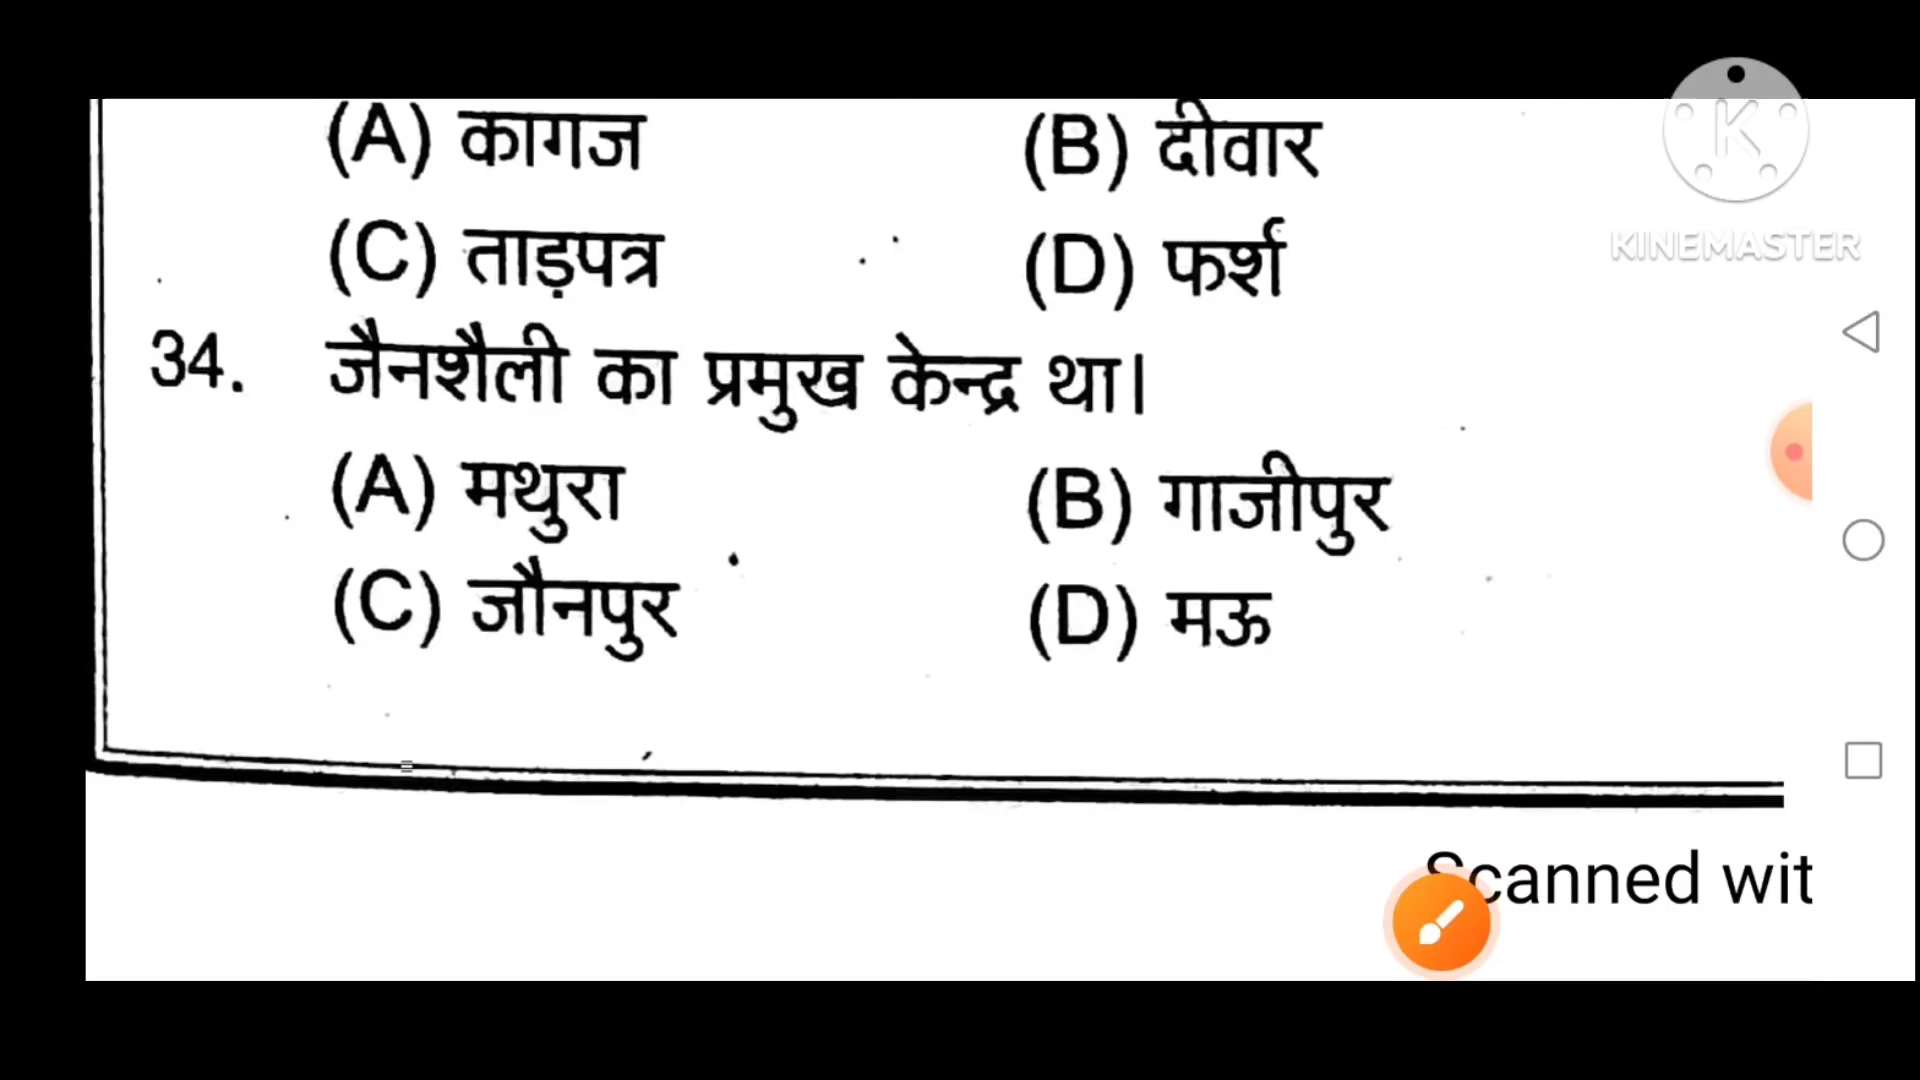 (A) कागज (B) दीवार
(C) ताड़पत्र (D) फर्श
34. जैनशैली का प्रमुख केन्द्र था।
(A) मथुरा (B) गाजीपुर
(C) जौनपुर (D) मऊ
Scanned wit
K
KINEMASTER